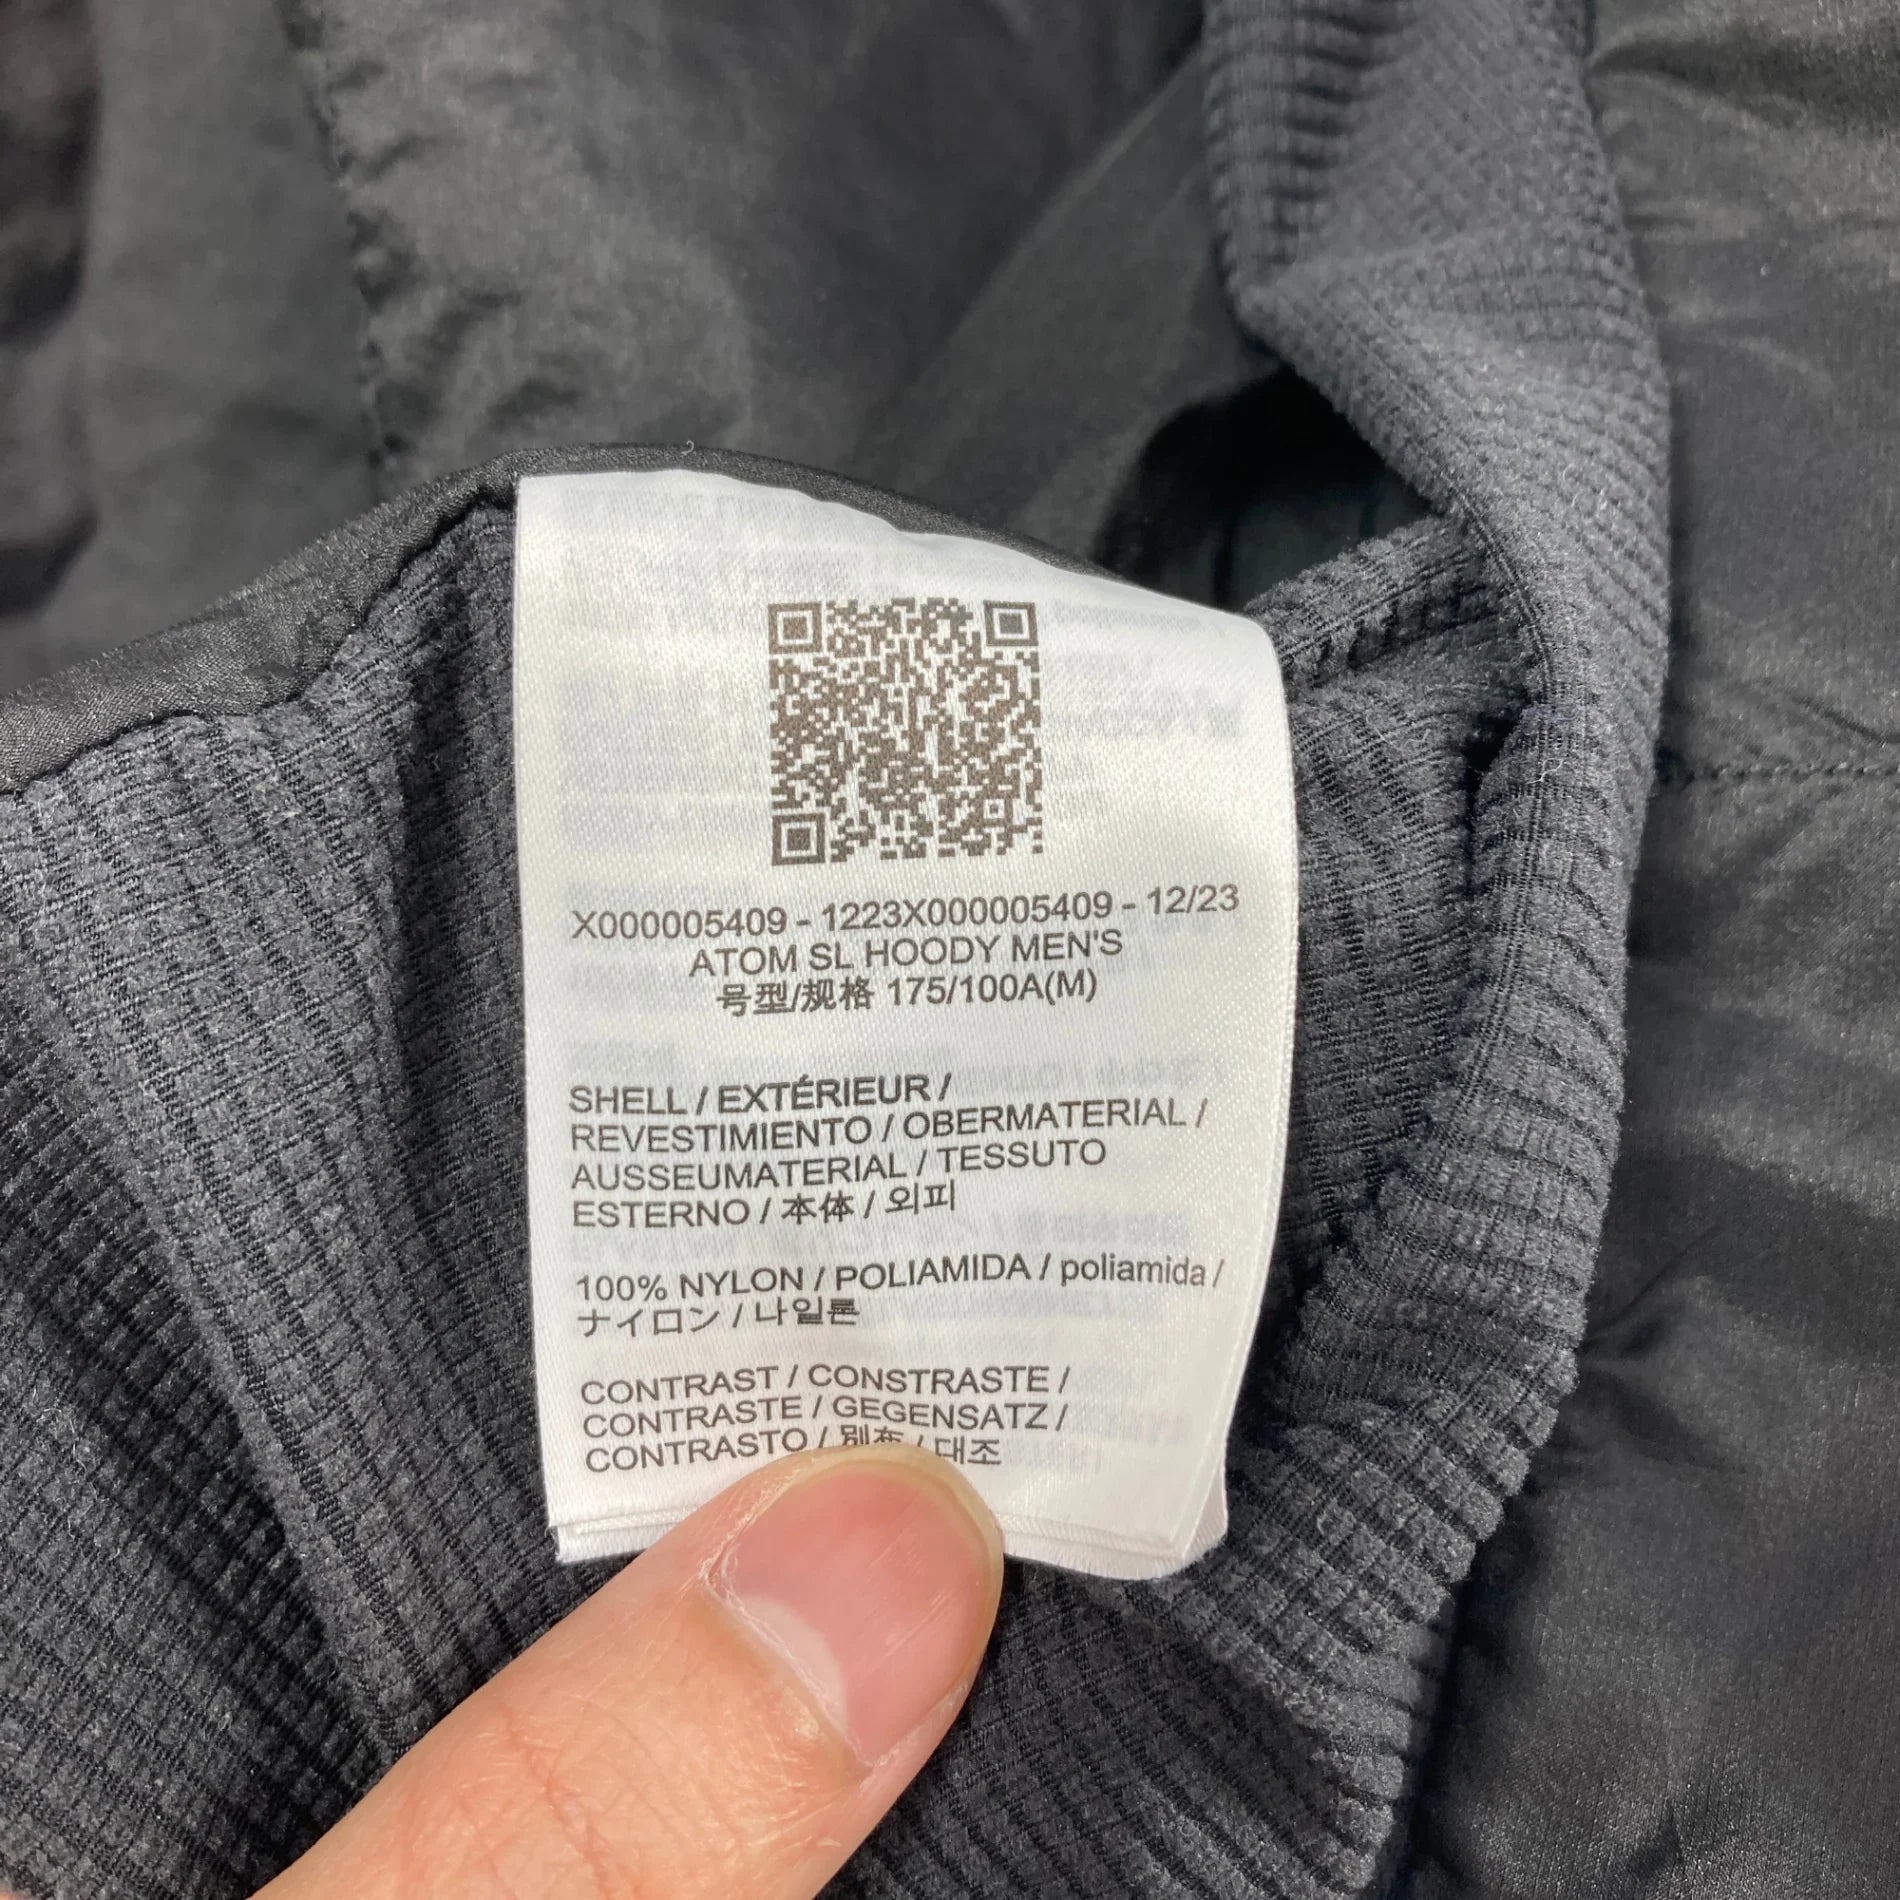 X000005409 - 1223X000005409 - 12/23
ATOM SL HOODY MEN'S
号型/规格 175/100A(M)
SHELL / EXTÉRIEUR /
REVESTIMIENTO / OBERMATERIAL /
AUSSEUMATERIAL / TESSUTO
ESTERNO / 本体 / 외피
100% NYLON / POLIAMIDA / poliamida /
ナイロン / 나일론
CONTRAST / CONSTRASTE /
CONTRASTE / GEGENSATZ /
CONTRASTO / 別布 / 대조